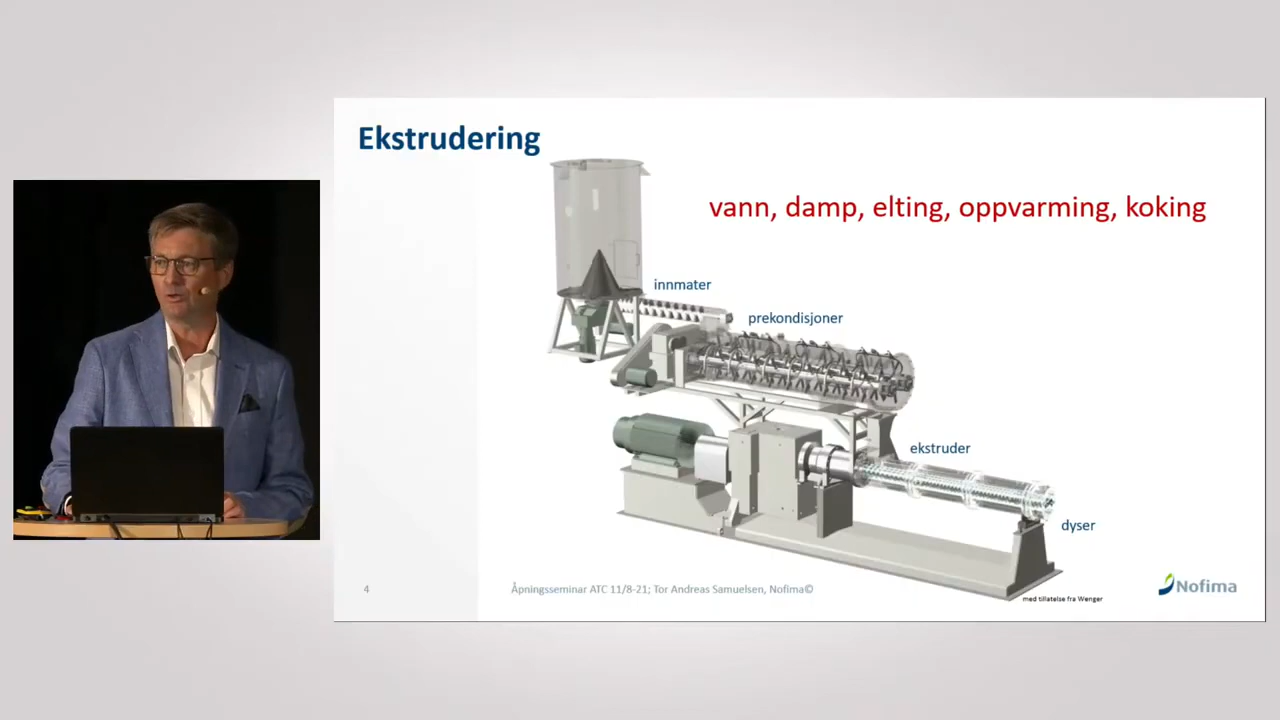 Ekstrudering
vann, damp, elting, oppvarming, koking
innmater
prekondisjoner
ekstruder
dyser
4
Åpningsseminar ATC 11/8-21; Tor Andreas Samuelsen, Nofima©
med tillatelse fra Wenger
Nofima